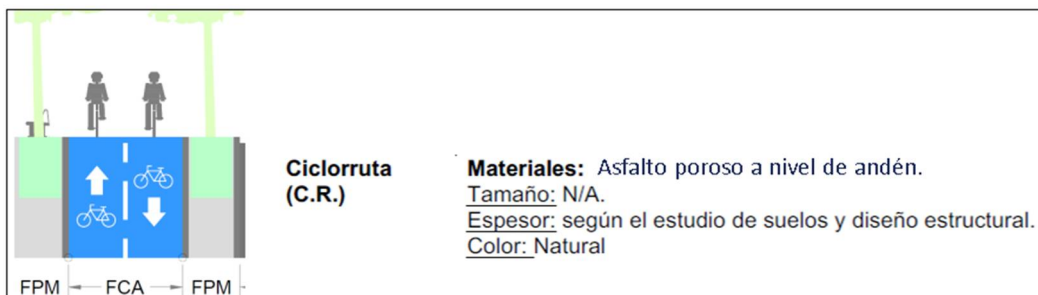 Ciclorruta
(C.R.)
Materiales: Asfalto poroso a nivel de andén.
Tamaño: N/A.
Espesor: según el estudio de suelos y diseño estructural.
Color: Natural
FPM FCA FPM